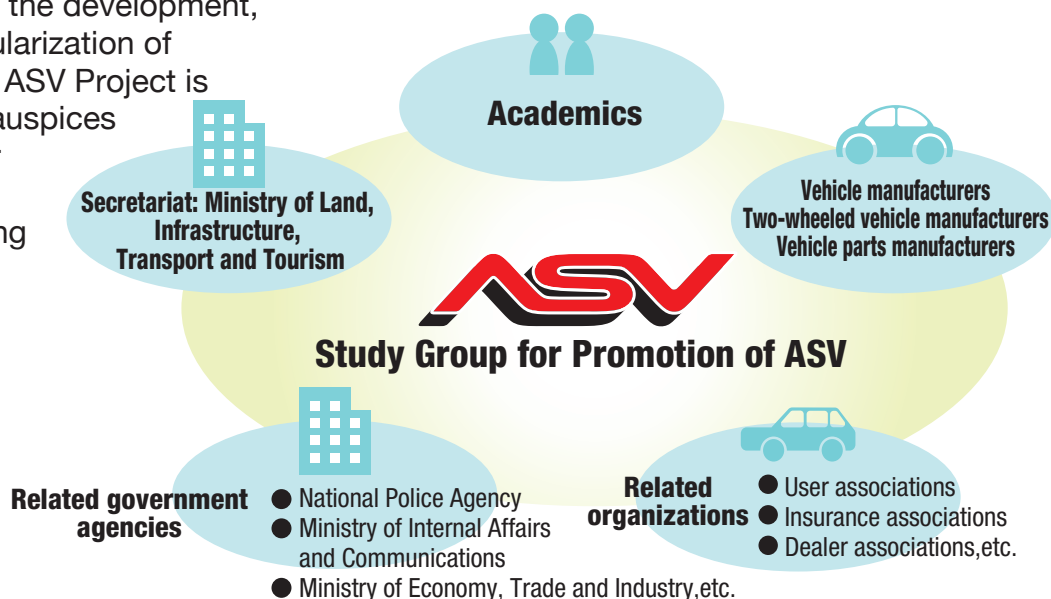 the development,
ularization of
ASV Project is
auspices
ng
Academics
Secretariat: Ministry of Land,
Infrastructure,
Transport and Tourism
Vehicle manufacturers
Two-wheeled vehicle manufacturers
Vehicle parts manufacturers
ASV
Study Group for Promotion of ASV
Related government
agencies
● National Police Agency
● Ministry of Internal Affairs
and Communications
● Ministry of Economy, Trade and Industry,etc.
Related
organizations
● User associations
● Insurance associations
● Dealer associations,etc.